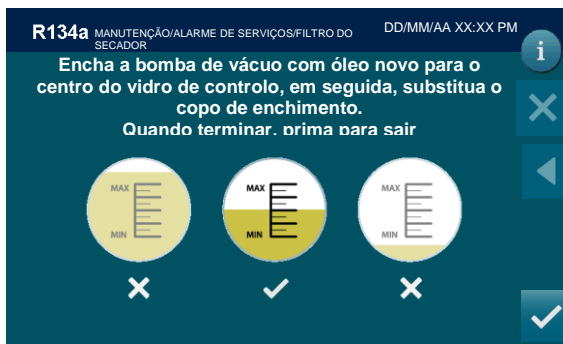 R134a MANUTENÇÃO/ALARME DE SERVIÇOS/FILTRO DO SECADOR
DD/MM/AA XX:XX PM
i
Encha a bomba de vácuo com óleo novo para o
centro do vidro de controlo, em seguida, substitua o
copo de enchimento.
Quando terminar, prima para sair
MAX MAX MAX
MIN MIN MIN